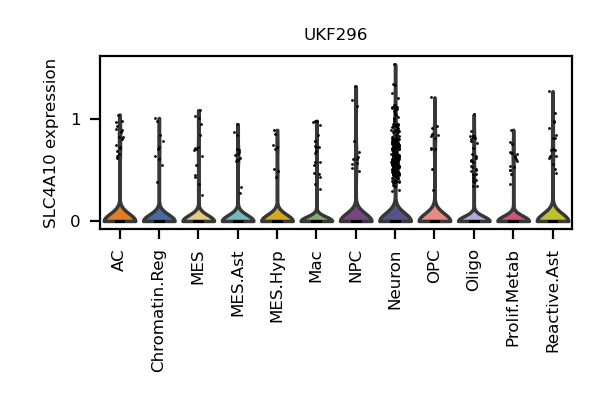 UKF296
SLC4A10 expression
1
0
AC
Chromatin.Reg
MES
MES.Ast
MES.Hyp
Mac
NPC
Neuron
OPC
Oligo
Prolif.Metab
Reactive.Ast